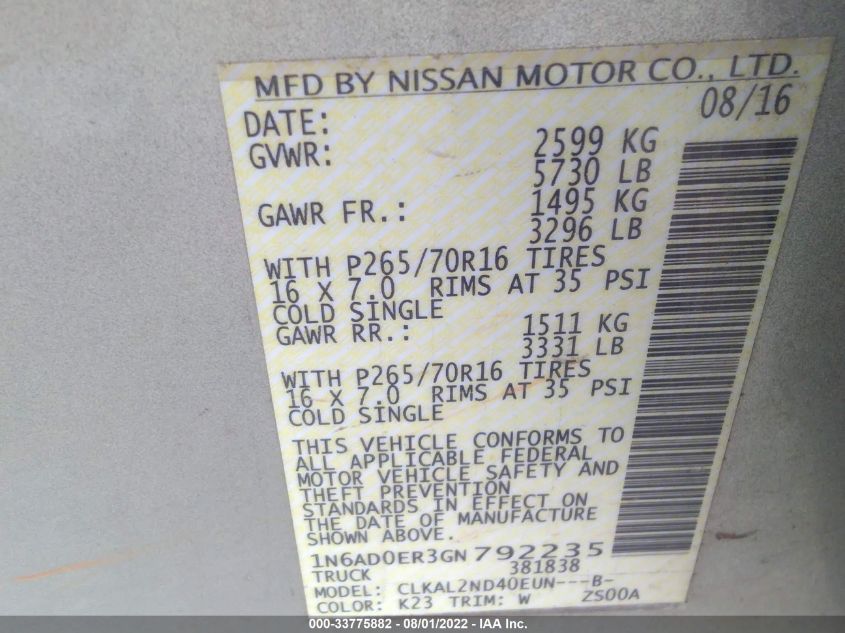 MFD BY NISSAN MOTOR CO., LTD.
DATE: 08/16
GVWR: 2599 KG
5730 LB
GAWR FR.: 1495 KG
3296 LB
WITH P265/70R16 TIRES
16 X 7.0 RIMS AT 35 PSI
COLD SINGLE
GAWR RR.: 1511 KG
3331 LB
WITH P265/70R16 TIRES
16 X 7.0 RIMS AT 35 PSI
COLD SINGLE
THIS VEHICLE CONFORMS TO
ALL APPLICABLE FEDERAL
MOTOR VEHICLE SAFETY AND
THEFT PREVENTION
STANDARDS IN EFFECT ON
THE DATE OF MANUFACTURE
SHOWN ABOVE.
1N6AD0ER3GN792235
TRUCK 381838
MODEL: CLKAL2ND40EUN---B-
COLOR: K23 TRIM: W ZS00A
000-33775882 - 08/01/2022 - IAA Inc.